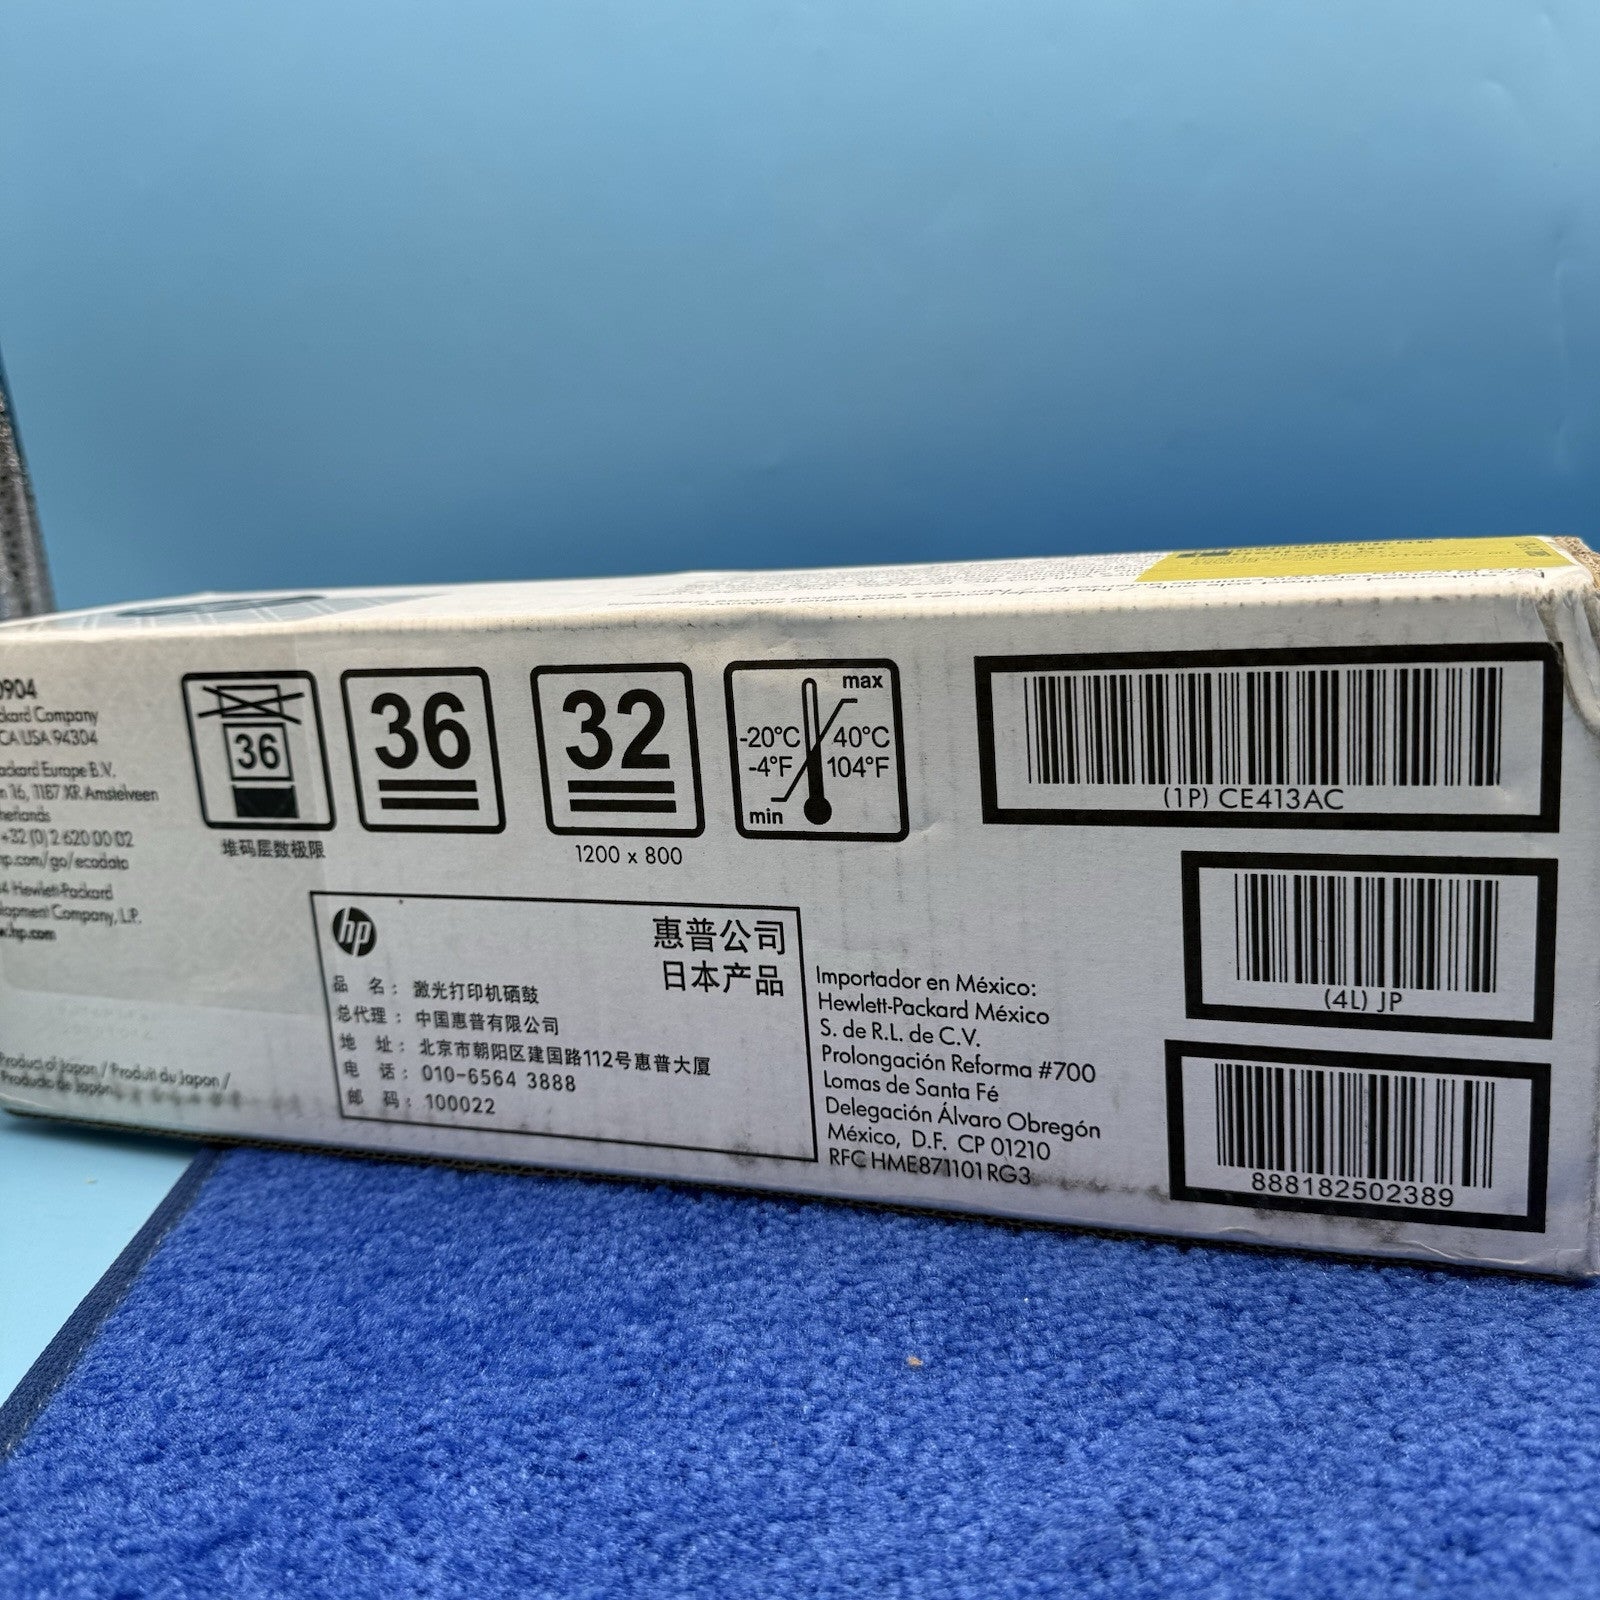 ckard Company
CA USA 94304
ackard Europe B.V.
n 16, 1187 XR Amstelveen
+32 (0) 2 620 00 02
hp.com/go/ecodata
4 Hewlett-Packard
lopment Company, L.P.
w.hp.com
Product of Japan / Produit du Japon /
Producto de Japón
36
堆码层数极限
36
32
1200 x 800
max
-20°C 40°C
-4°F 104°F
min
hp
惠普公司
日本产品
品 名： 激光打印机硒鼓
总代理： 中国惠普有限公司
地 址： 北京市朝阳区建国路112号惠普大厦
电 话： 010-6564 3888
邮 码： 100022
Importador en México:
Hewlett-Packard México
S. de R.L. de C.V.
Prolongación Reforma #700
Lomas de Santa Fé
Delegación Álvaro Obregón
México, D.F. CP 01210
RFC HME871101RG3
(1P) CE413AC
(4L) JP
888182502389